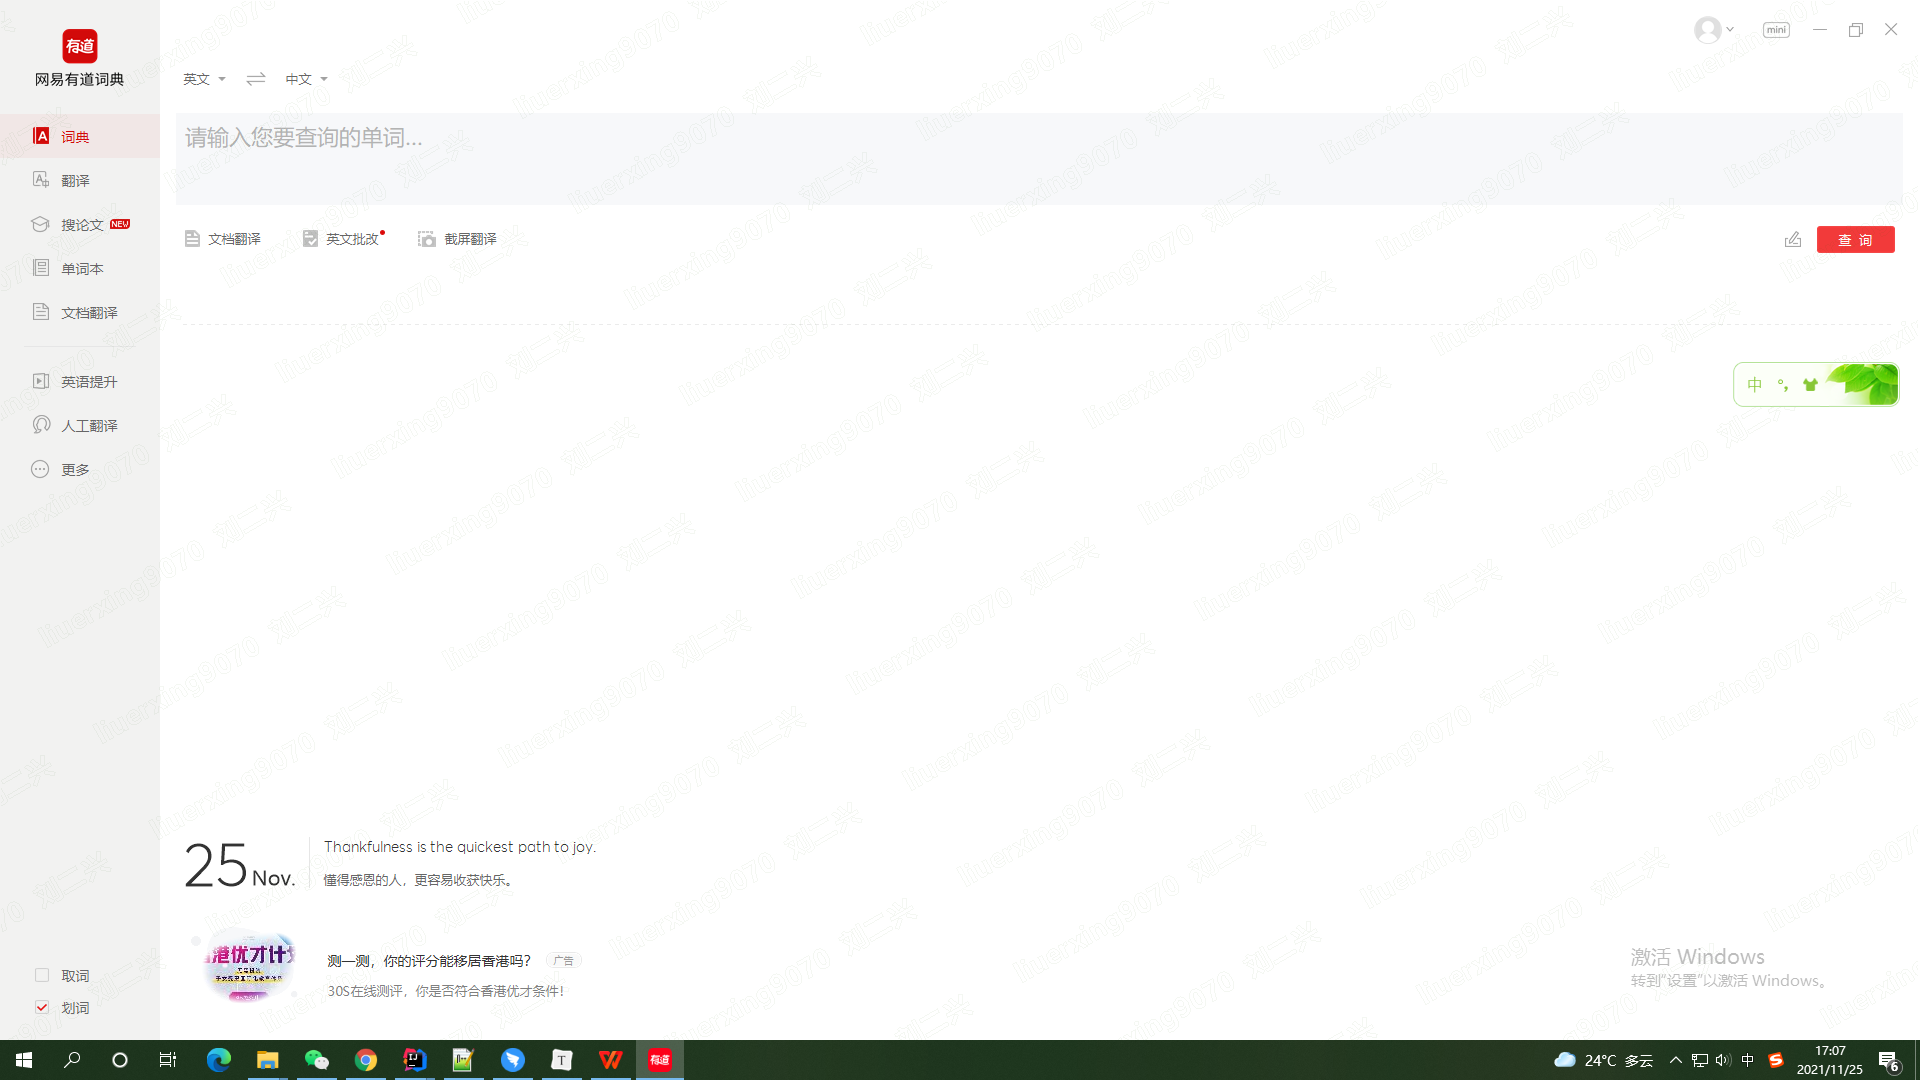 有道
网易有道词典
mini
英文
中文
请输入您要查询的单词...
词典
翻译
搜论文 NEW
单词本
文档翻译
英语提升
人工翻译
更多
文档翻译
英文批改
截屏翻译
查 询
中 °,
25 Nov.
Thankfulness is the quickest path to joy.
懂得感恩的人，更容易收获快乐。
港优才计划
测一测，你的评分能移居香港吗？ 广告
30S在线测评，你是否符合香港优才条件！
取词
划词
激活 Windows
转到“设置”以激活 Windows。
liuerxing9070 刘二兴
24°C 多云
中
17:07
2021/11/25
6